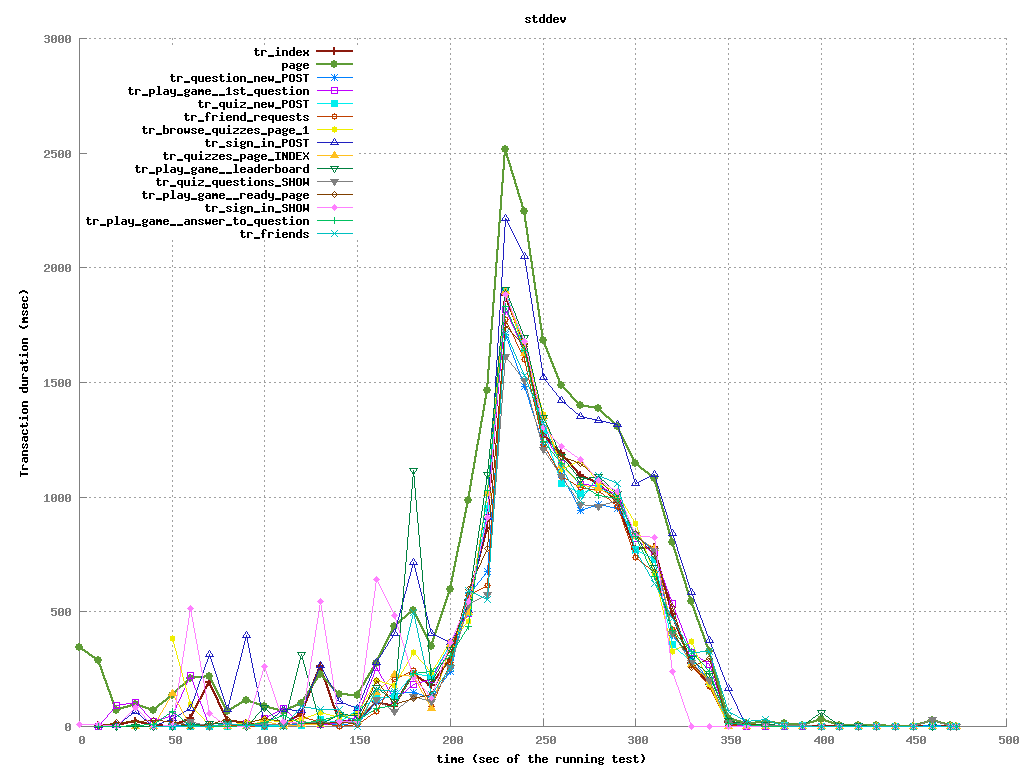 stddev
3000
2500
2000
1500
1000
500
0
Transaction duration (msec)
tr_index
page
tr_question_new_POST
tr_play_game__1st_question
tr_quiz_new_POST
tr_friend_requests
tr_browse_quizzes_page_1
tr_sign_in_POST
tr_quizzes_page_INDEX
tr_play_game__leaderboard
tr_quiz_questions_SHOW
tr_play_game__ready_page
tr_sign_in_SHOW
tr_play_game__answer_to_question
tr_friends
0 50 100 150 200 250 300 350 400 450 500
time (sec of the running test)